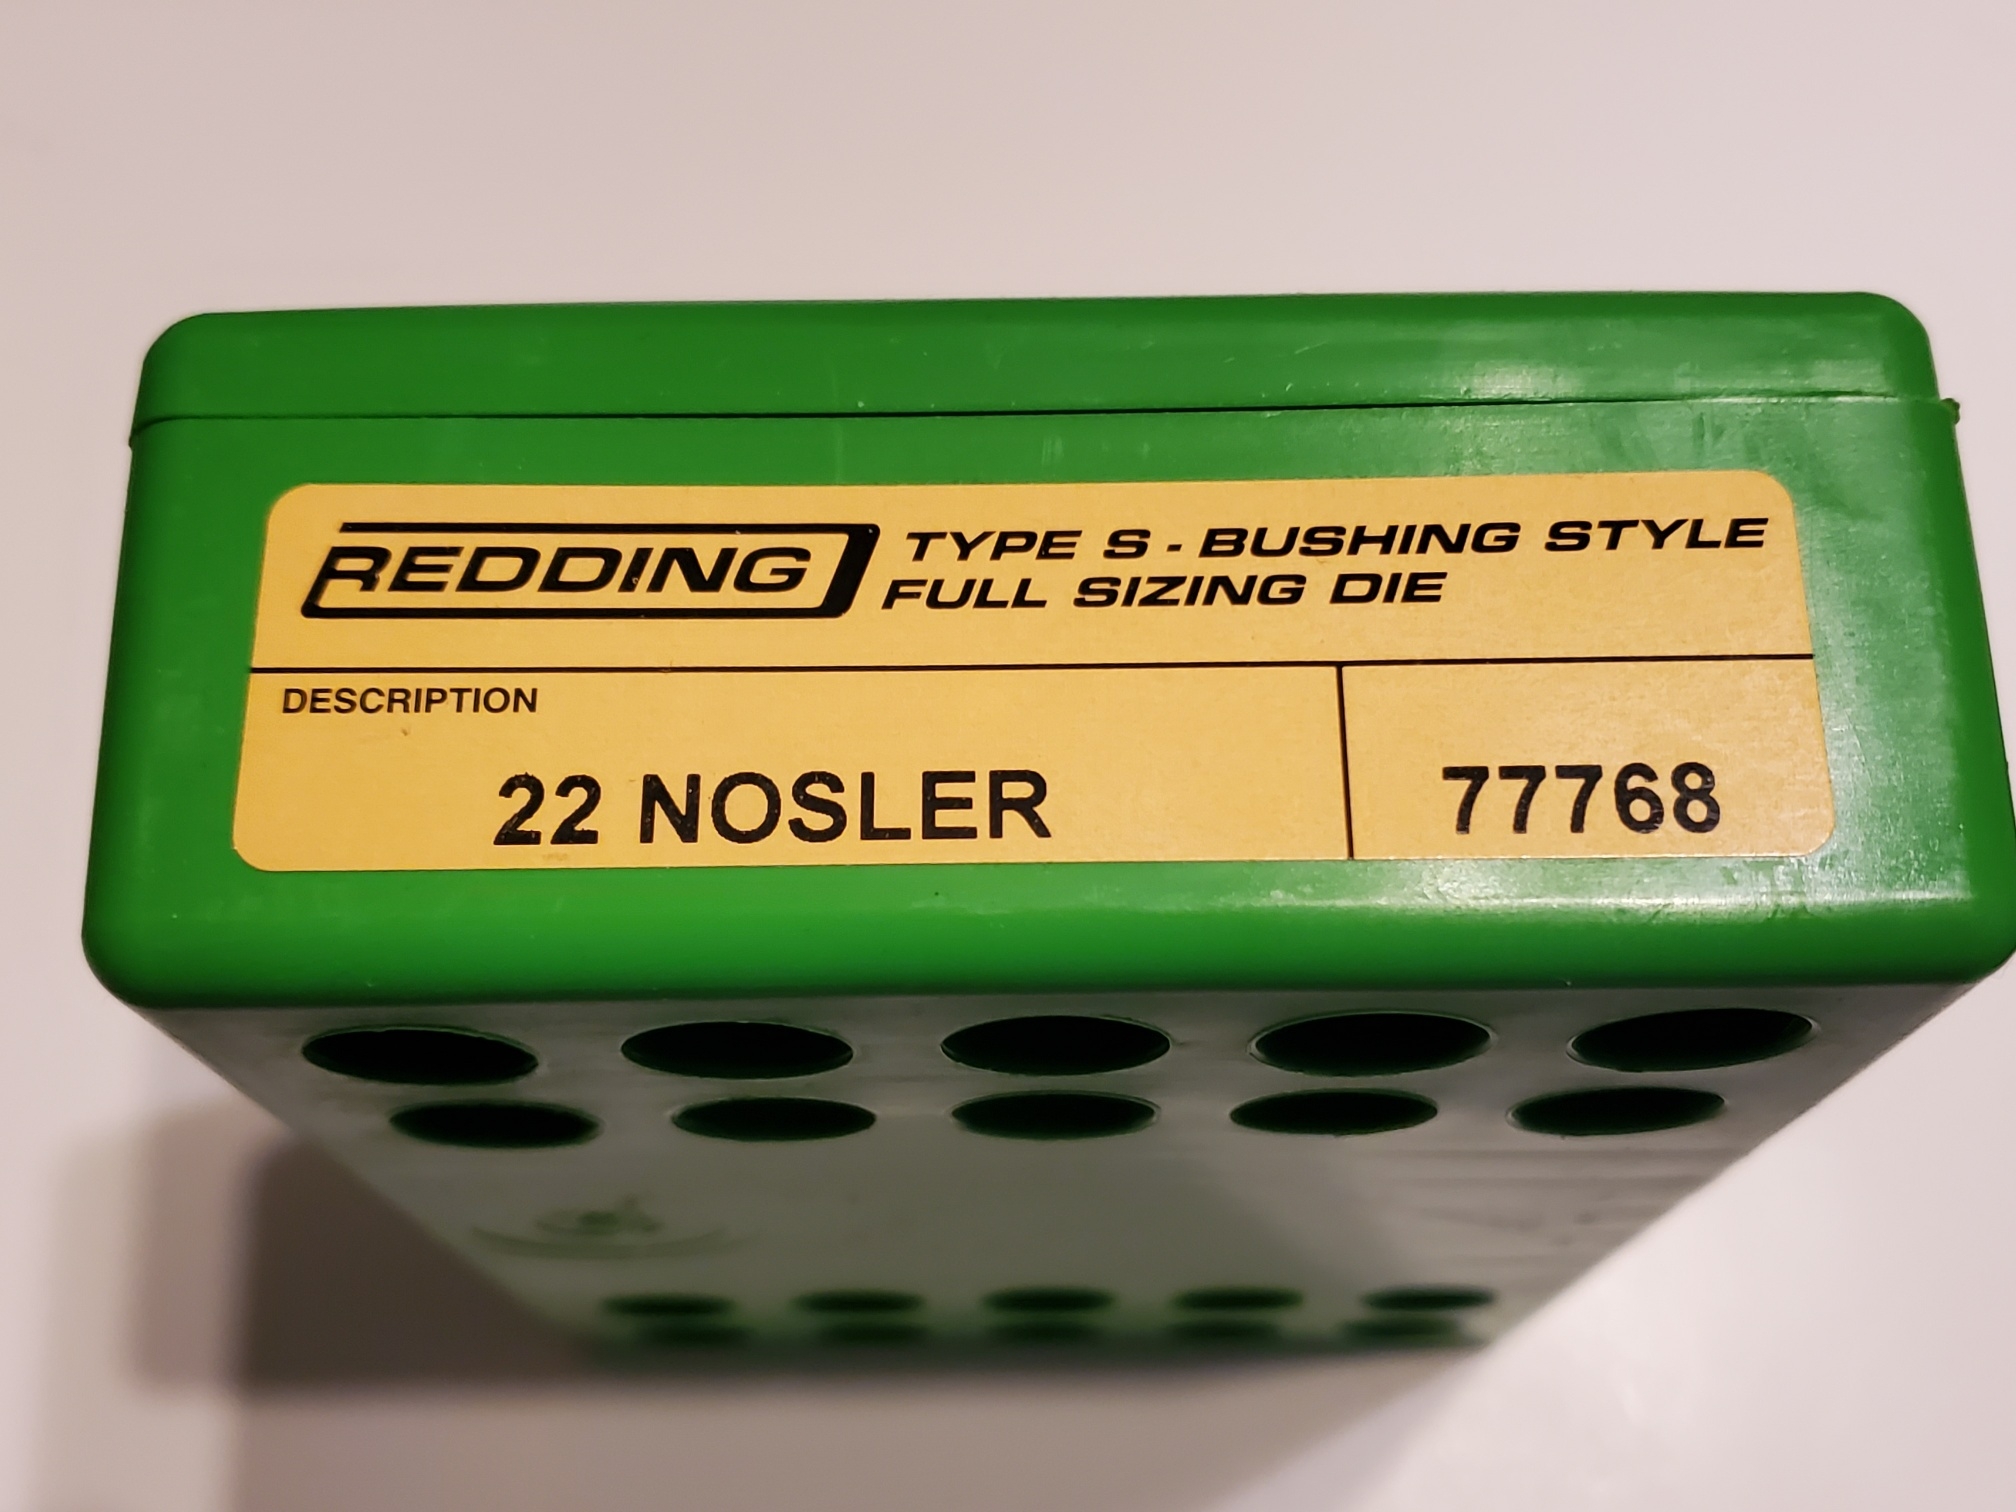 REDDING
TYPE S - BUSHING STYLE
FULL SIZING DIE
DESCRIPTION
22 NOSLER
77768